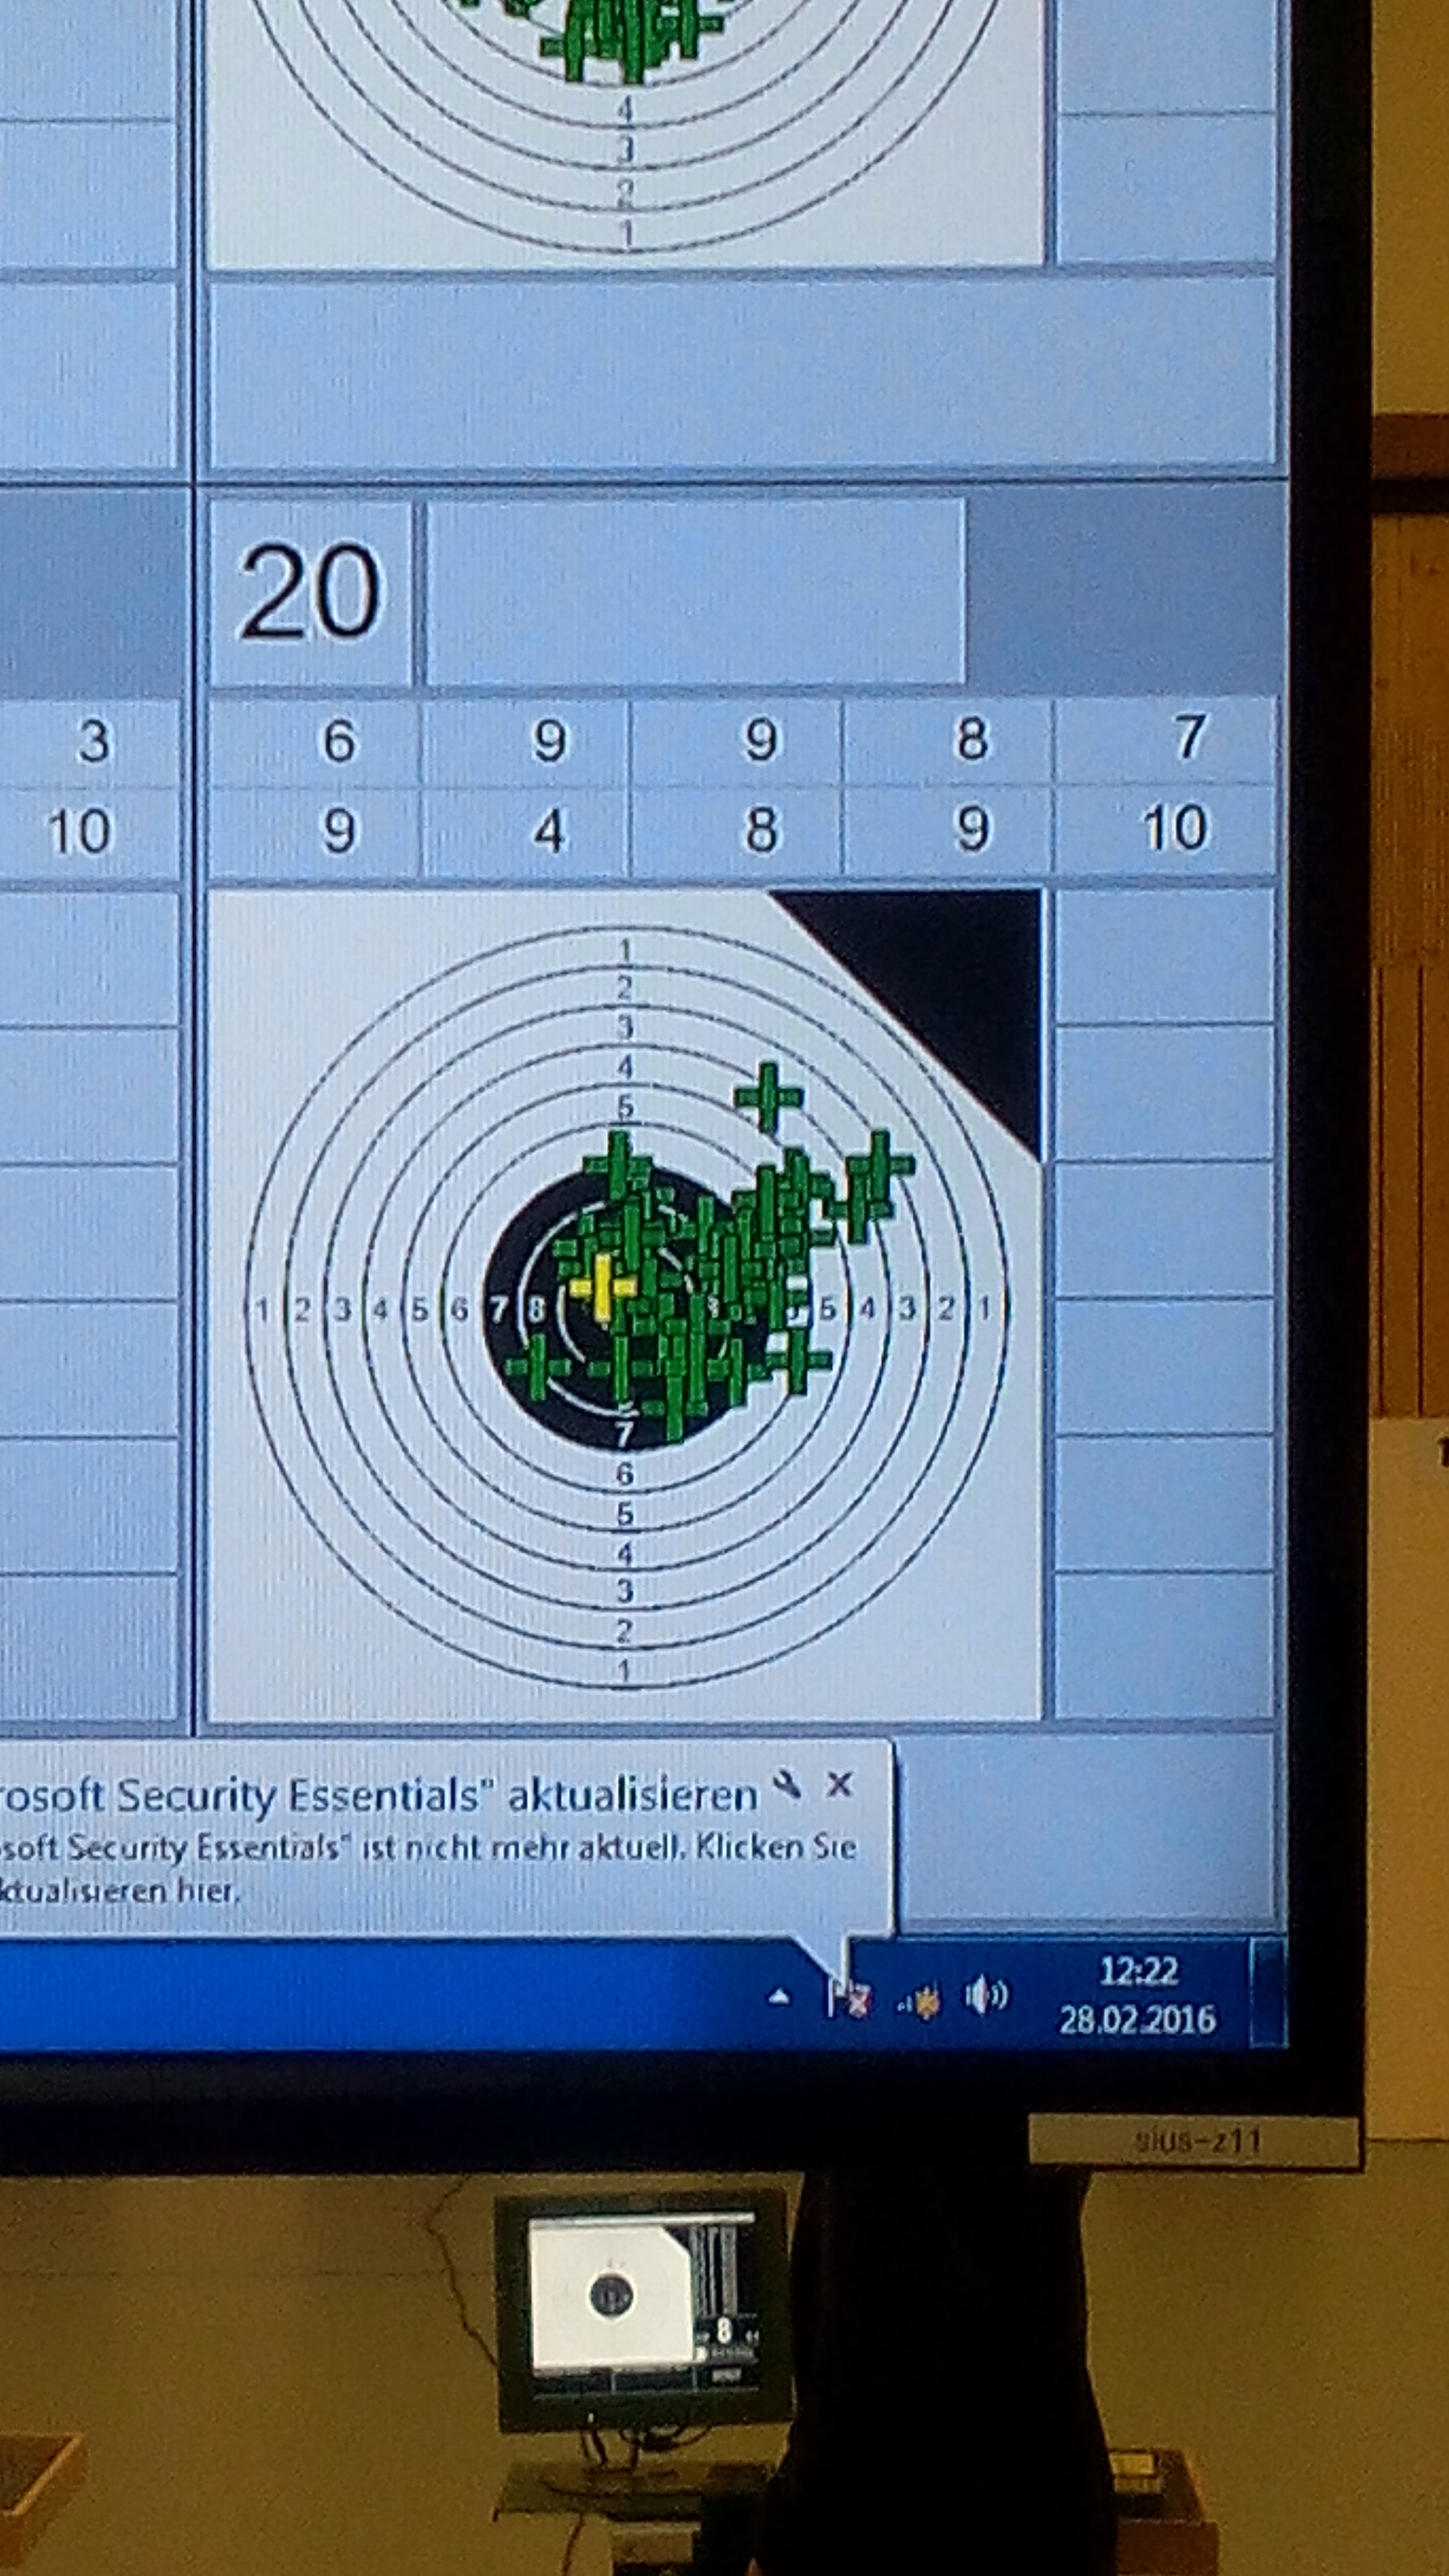 4
3
2
1
20
3 6 9 9 8 7
10 9 4 8 9 10
1
2
3
4
5
1 2 3 4 5 6 7 8 5 4 3 2 1
7
6
5
4
3
2
1
rosoft Security Essentials" aktualisieren
soft Security Essentials" ist nicht mehr aktuell. Klicken Sie
ktualisieren hier.
12:22
28.02.2016
sius-z11
8